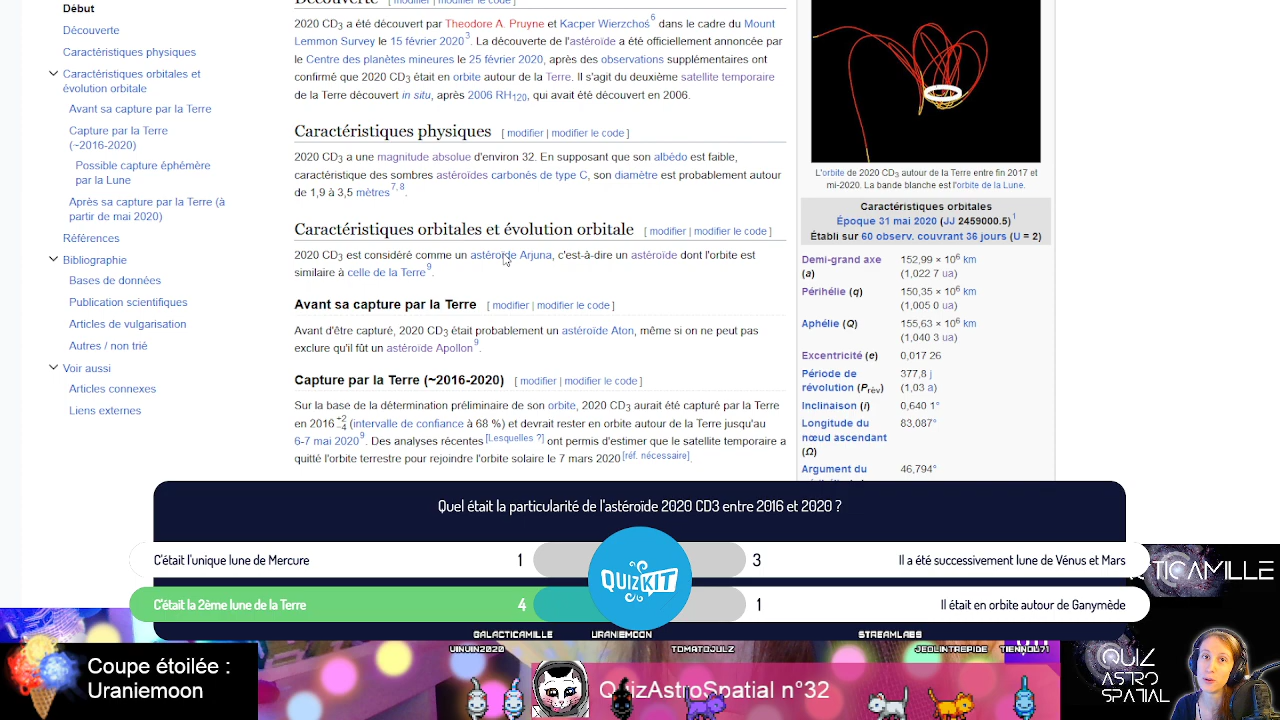 Début
Découverte
Caractéristiques physiques
Caractéristiques orbitales et
évolution orbitale
Avant sa capture par la Terre
Capture par la Terre
(~2016-2020)
Possible capture éphémère
par la Lune
Après sa capture par la Terre (à
partir de mai 2020)
Références
Bibliographie
Bases de données
Publication scientifiques
Articles de vulgarisation
Autres / non trié
Voir aussi
Articles connexes
Liens externes
Découverte [ modifier | modifier le code ]
2020 CD3 a été découvert par Theodore A. Pruyne et Kacper Wierzchoś6 dans le cadre du Mount
Lemmon Survey le 15 février 20203. La découverte de l'astéroïde a été officiellement annoncée par
le Centre des planètes mineures le 25 février 2020, après des observations supplémentaires ont
confirmé que 2020 CD3 était en orbite autour de la Terre. Il s'agit du deuxième satellite temporaire
de la Terre découvert in situ, après 2006 RH120, qui avait été découvert en 2006.
Caractéristiques physiques [ modifier | modifier le code ]
2020 CD3 a une magnitude absolue d'environ 32. En supposant que son albédo est faible,
caractéristique des sombres astéroïdes carbonés de type C, son diamètre est probablement autour
de 1,9 à 3,5 mètres7, 8.
Caractéristiques orbitales et évolution orbitale [ modifier | modifier le code ]
2020 CD3 est considéré comme un astéroïde Arjuna, c'est-à-dire un astéroïde dont l'orbite est
similaire à celle de la Terre9.
Avant sa capture par la Terre [ modifier | modifier le code ]
Avant d'être capturé, 2020 CD3 était probablement un astéroïde Aton, même si on ne peut pas
exclure qu'il fût un astéroïde Apollon9.
Capture par la Terre (~2016-2020) [ modifier | modifier le code ]
Sur la base de la détermination préliminaire de son orbite, 2020 CD3 aurait été capturé par la Terre
en 2016+2−4 (intervalle de confiance à 68 %) et devrait rester en orbite autour de la Terre jusqu'au
6-7 mai 20209. Des analyses récentes [Lesquelles ?] ont permis d'estimer que le satellite temporaire a
quitté l'orbite terrestre pour rejoindre l'orbite solaire le 7 mars 2020 [réf. nécessaire].
L'orbite de 2020 CD3 autour de la Terre entre fin 2017 et
mi-2020. La bande blanche est l'orbite de la Lune.
Caractéristiques orbitales
Époque 31 mai 2020 (JJ 2459000.5)1
Établi sur 60 observ. couvrant 36 jours (U = 2)
Demi-grand axe (a) 152,99 × 106 km
(1,022 7 ua)
Périhélie (q) 150,35 × 106 km
(1,005 0 ua)
Aphélie (Q) 155,63 × 106 km
(1,040 3 ua)
Excentricité (e) 0,017 26
Période de révolution (Prév) 377,8 j
(1,03 a)
Inclinaison (i) 0,640 1°
Longitude du nœud ascendant (Ω) 83,087°
Argument du 46,794°
Quel était la particularité de l'astéroïde 2020 CD3 entre 2016 et 2020 ?
C'était l'unique lune de Mercure 1
3 Il a été successivement lune de Vénus et Mars
C'était la 2ème lune de la Terre 4
1 Il était en orbite autour de Ganymède
QUIZKIT
GALACTICAMILLE URANIEMOON STREAMLABS
VINVIN2020 TOMATOJULZ JEOLINTREPIDE TIENNOU71
Coupe étoilée :
Uraniemoon
QuizAstroSpatial n°32
TICAMILLE
QUIZ
ASTRO
SPATIAL